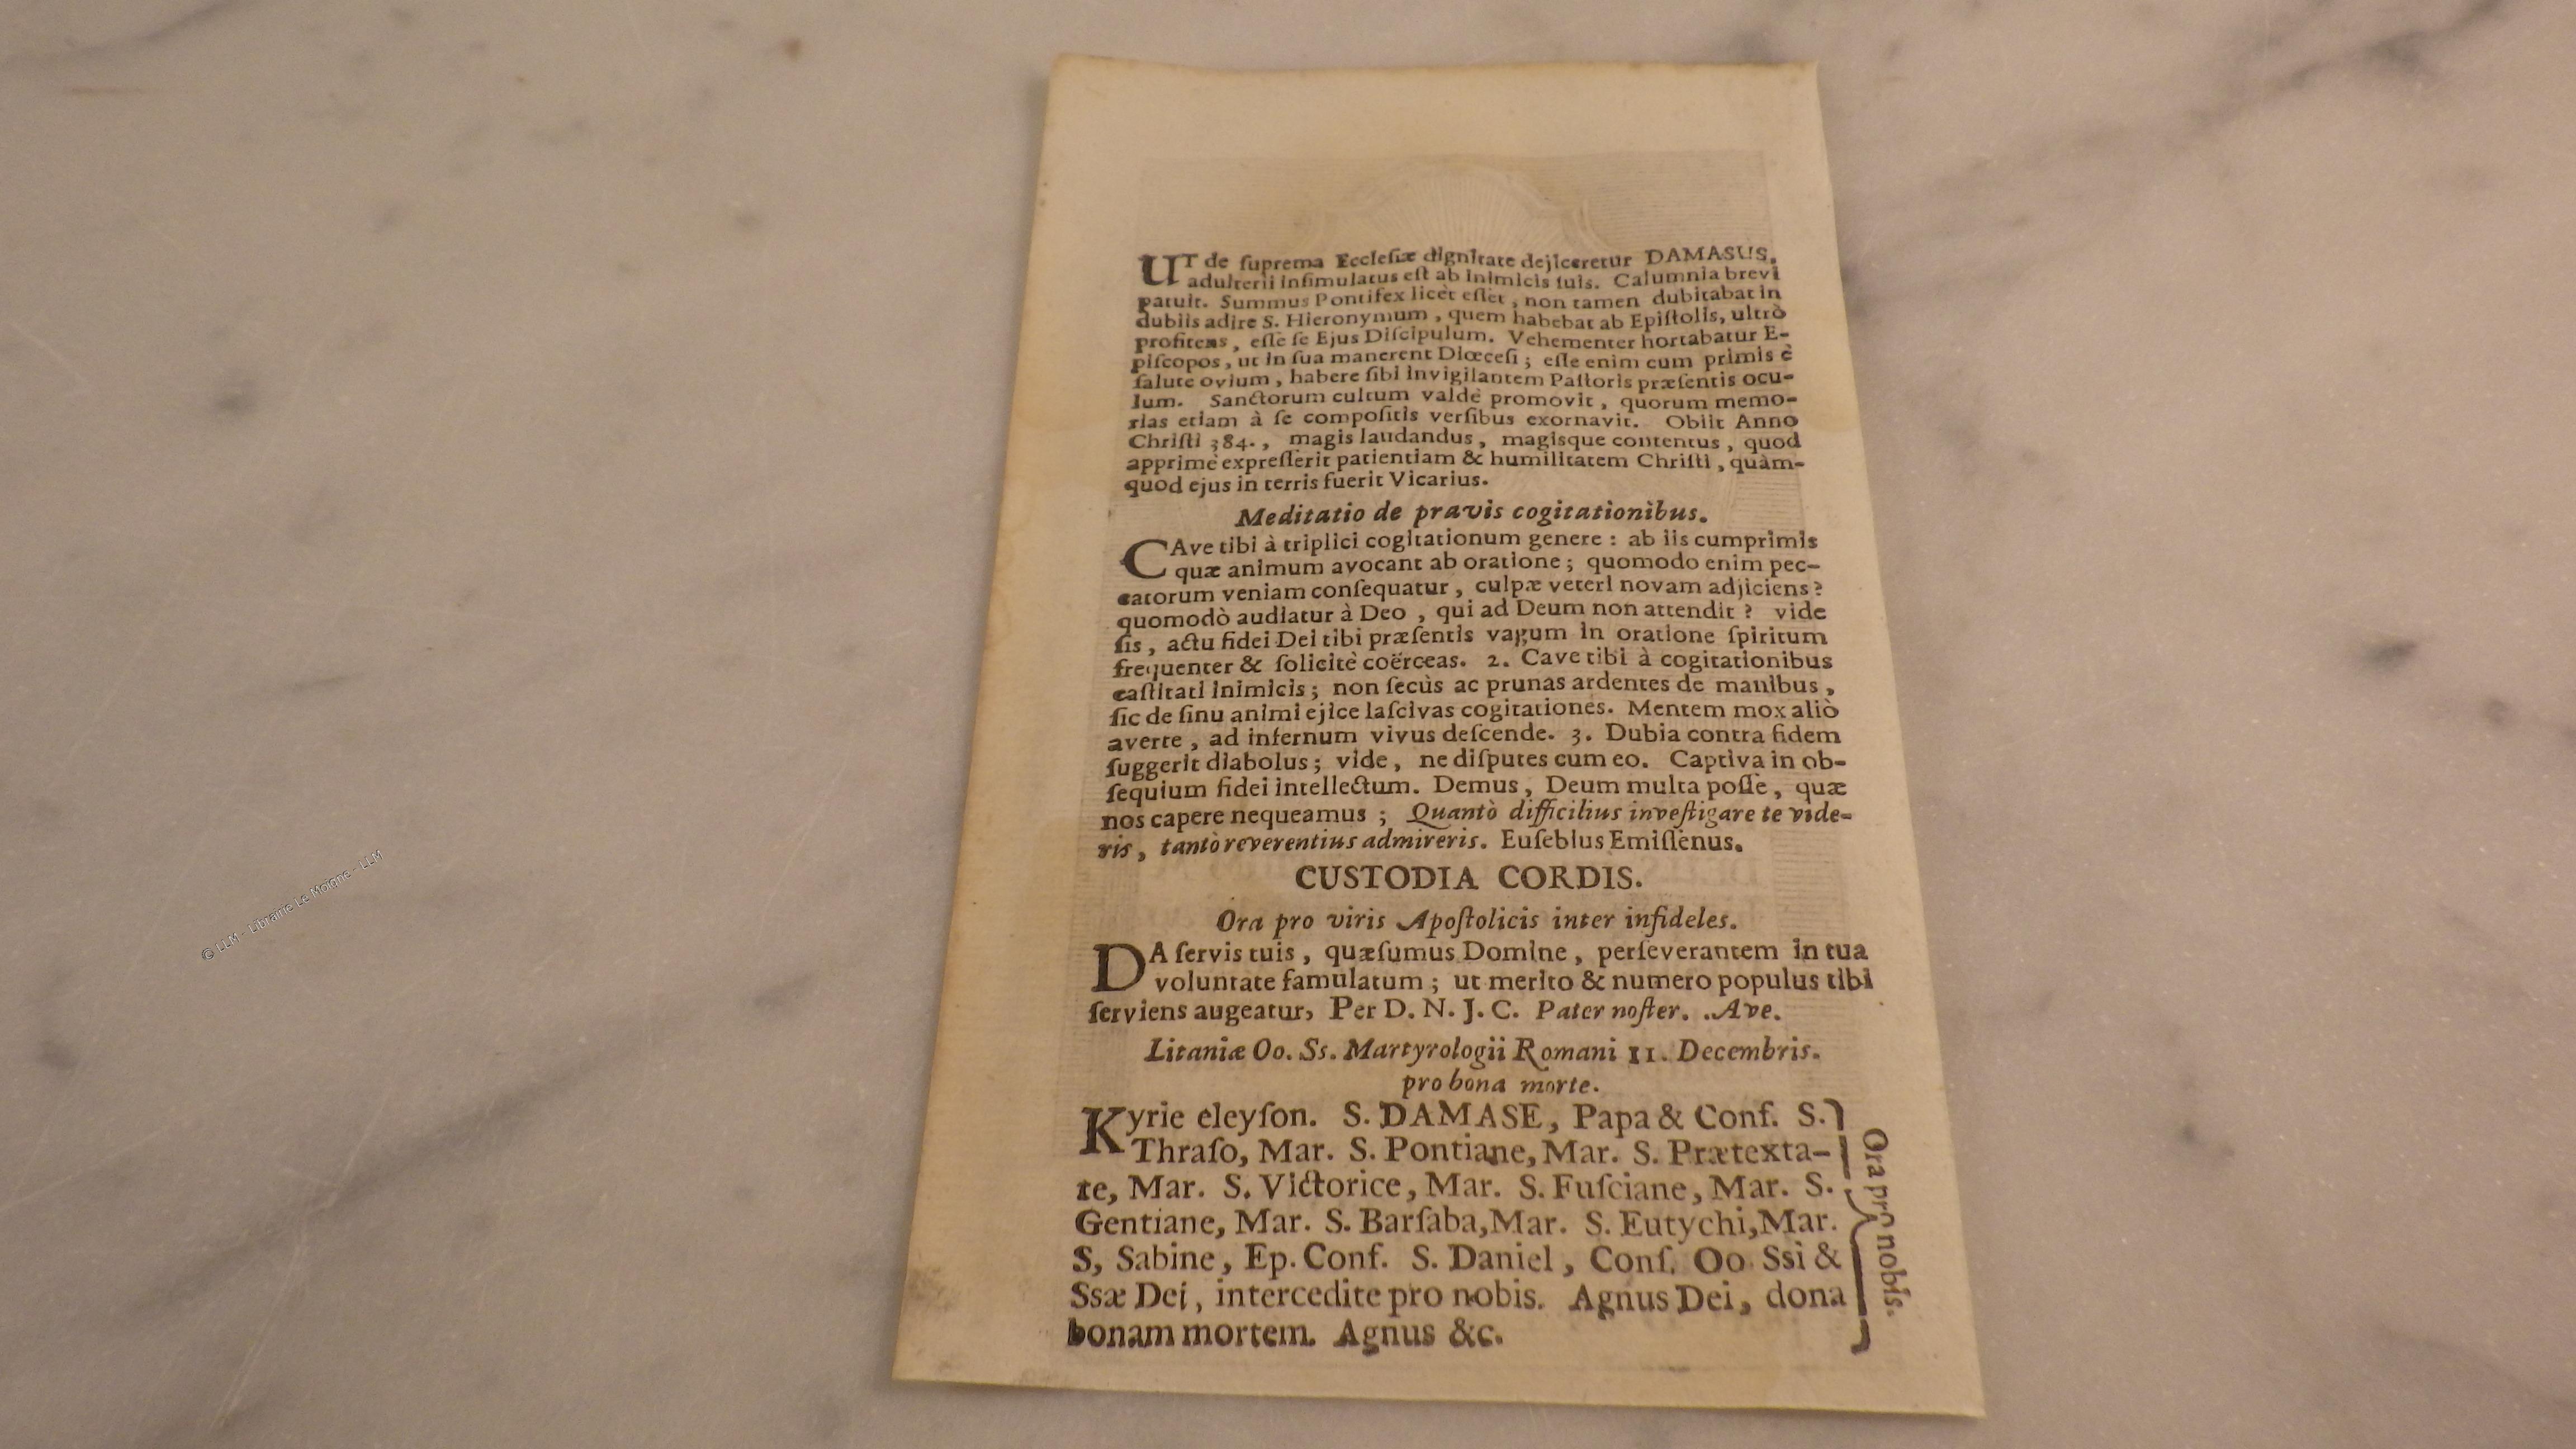 UT de ſuprema Eccleſiæ dignitate dejiceretur DAMASUS,
adulterii inſimulatus eſt ab inimicis ſuis. Calumnia brevi
patuit. Summus Pontifex licèt eſſet, non tamen dubitabat in
dubiis adire S. Hieronymum, quem habebat ab Epiſtolis, ultrò
profitens, eſſe ſe Ejus Diſcipulum. Vehementer hortabatur E-
piſcopos, ut in ſua manerent Diœceſi; eſſe enim cum primis è
ſalute ovium, habere ſibi invigilantem Paſtoris præſentis ocu-
lum. Sanctorum cultum valdè promovit, quorum memo-
rias etiam à ſe compoſitis verſibus exornavit. Obiit Anno
Chriſti 384., magis laudandus, magisque contentus, quod
apprimè expreſſerit patientiam & humilitatem Chriſti, quàm-
quod ejus in terris fuerit Vicarius.
Meditatio de pravis cogitationibus.
CAve tibi à triplici cogitationum genere: ab iis cumprimis
quæ animum avocant ab oratione; quomodo enim pec-
catorum veniam conſequatur, culpæ veteri novam adjiciens?
quomodò audiatur à Deo, qui ad Deum non attendit? vide
ſis, actu fidei Dei tibi præſentis vagum in oratione ſpiritum
frequenter & ſolicitè coërceas. 2. Cave tibi à cogitationibus
caſtitati inimicis; non ſecùs ac prunas ardentes de manibus,
ſic de ſinu animi ejice laſcivas cogitationes. Mentem mox aliò
averte, ad infernum vivus deſcende. 3. Dubia contra fidem
ſuggerit diabolus; vide, ne diſputes cum eo. Captiva in ob-
ſequium fidei intellectum. Demus, Deum multa poſſe, quæ
nos capere nequeamus; Quantò difficilius inveſtigare te vide-
ris, tantò reverentius admireris. Euſebius Emiſſenus.
CUSTODIA CORDIS.
Ora pro viris Apoſtolicis inter infideles.
DA ſervis tuis, quæſumus Domine, perſeverantem in tua
voluntate famulatum; ut merito & numero populus tibi
ſerviens augeatur, Per D. N. J. C. Pater noſter. Ave.
Litaniæ Oo. Ss. Martyrologii Romani 11. Decembris.
pro bona morte.
Kyrie eleyſon. S. DAMASE, Papa & Conf. S.
Thraſo, Mar. S. Pontiane, Mar. S. Prætexta-
te, Mar. S. Victorice, Mar. S. Fuſciane, Mar. S.
Gentiane, Mar. S. Barſaba, Mar. S. Eutychi, Mar.
S, Sabine, Ep. Conf. S. Daniel, Conf. Oo Ssi &
Ssæ Dei, intercedite pro nobis. Agnus Dei, dona
bonam mortem. Agnus &c.
Ora pro nobis.
© LLM - Librairie Le Moigne - LLM